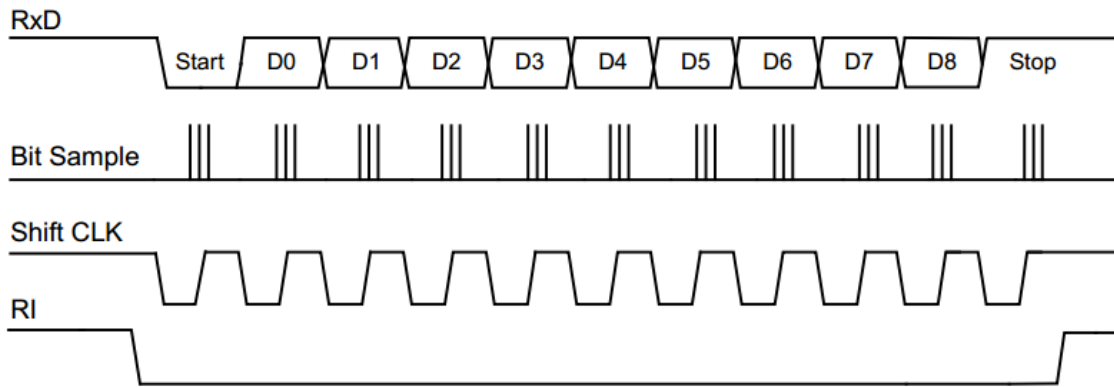 RxD
Start D0 D1 D2 D3 D4 D5 D6 D7 D8 Stop
Bit Sample
Shift CLK
RI